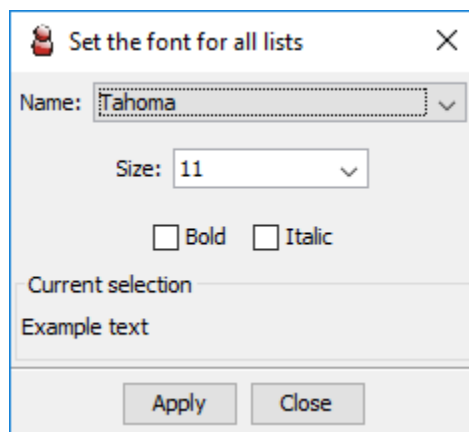 Set the font for all lists
Name: Tahoma
Size: 11
Bold Italic
Current selection
Example text
Apply Close